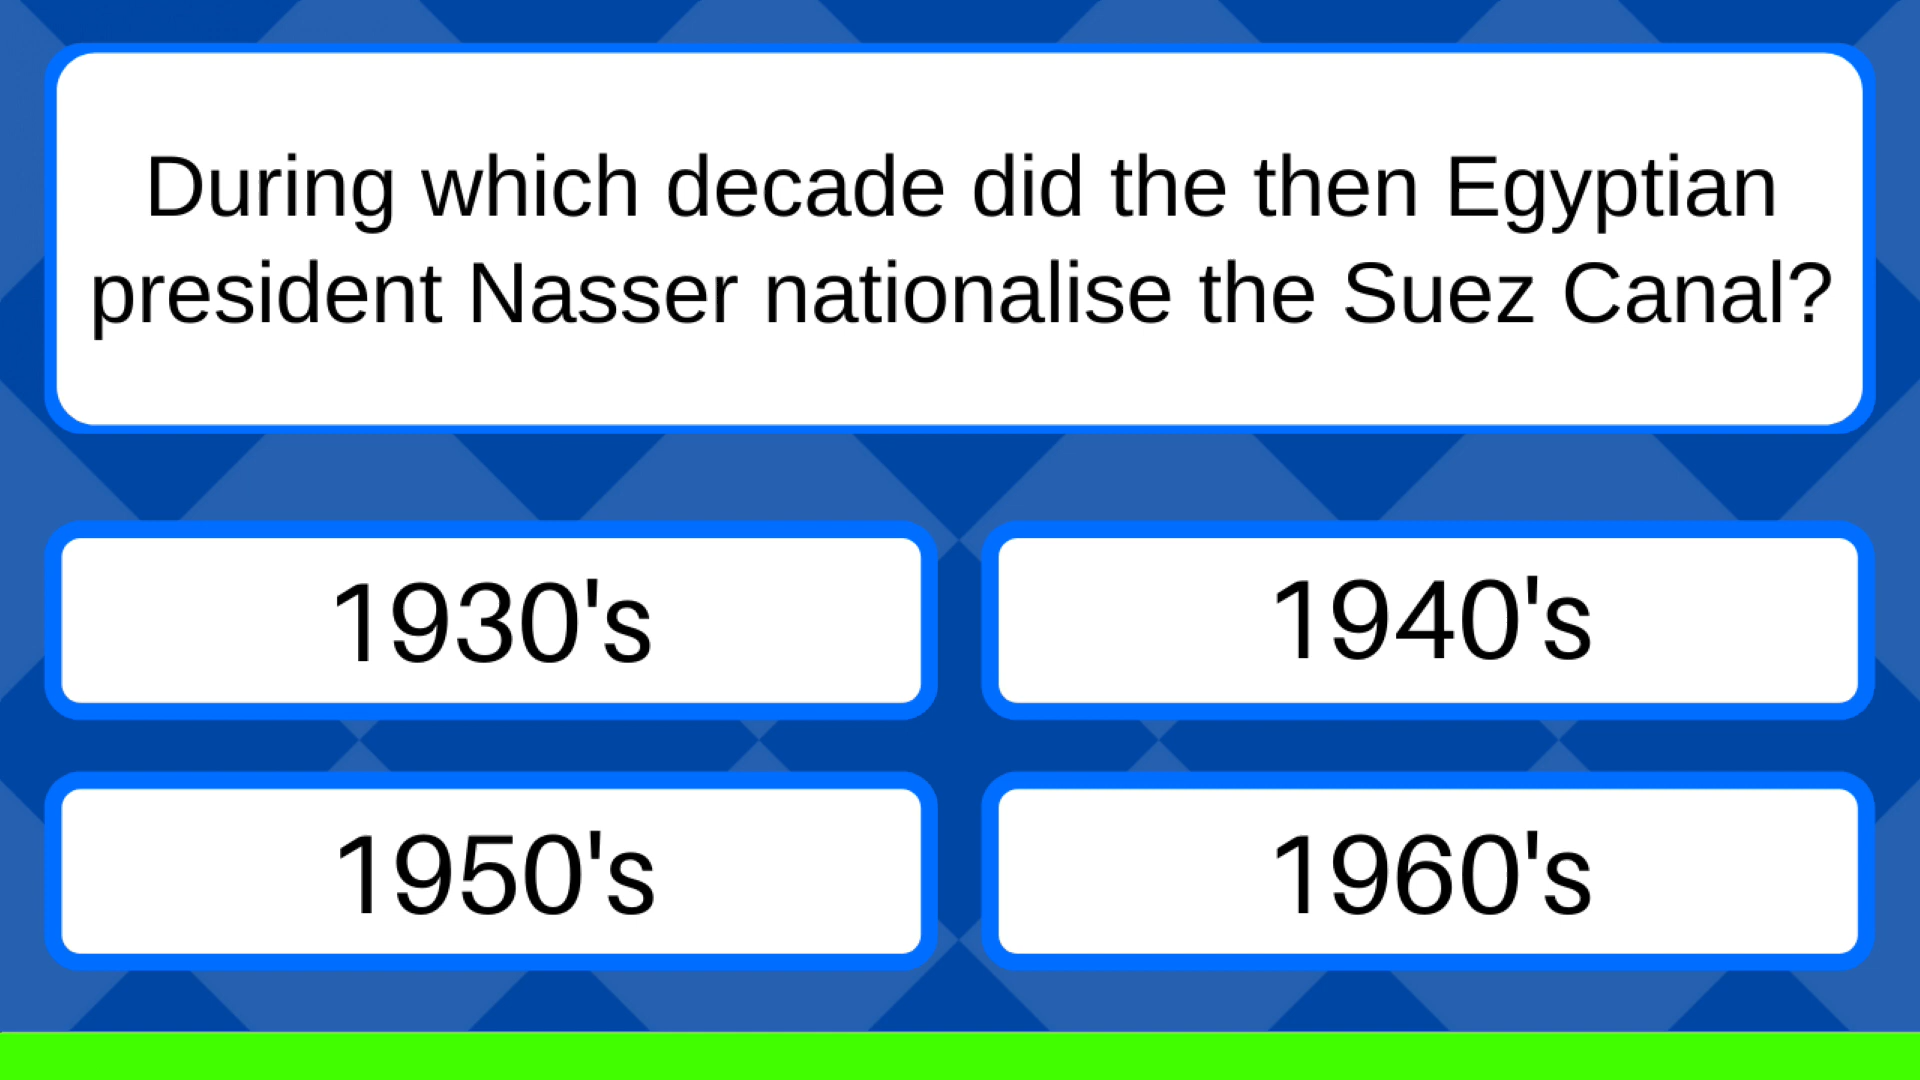 During which decade did the then Egyptian
president Nasser nationalise the Suez Canal?
1930's
1940's
1950's
1960's